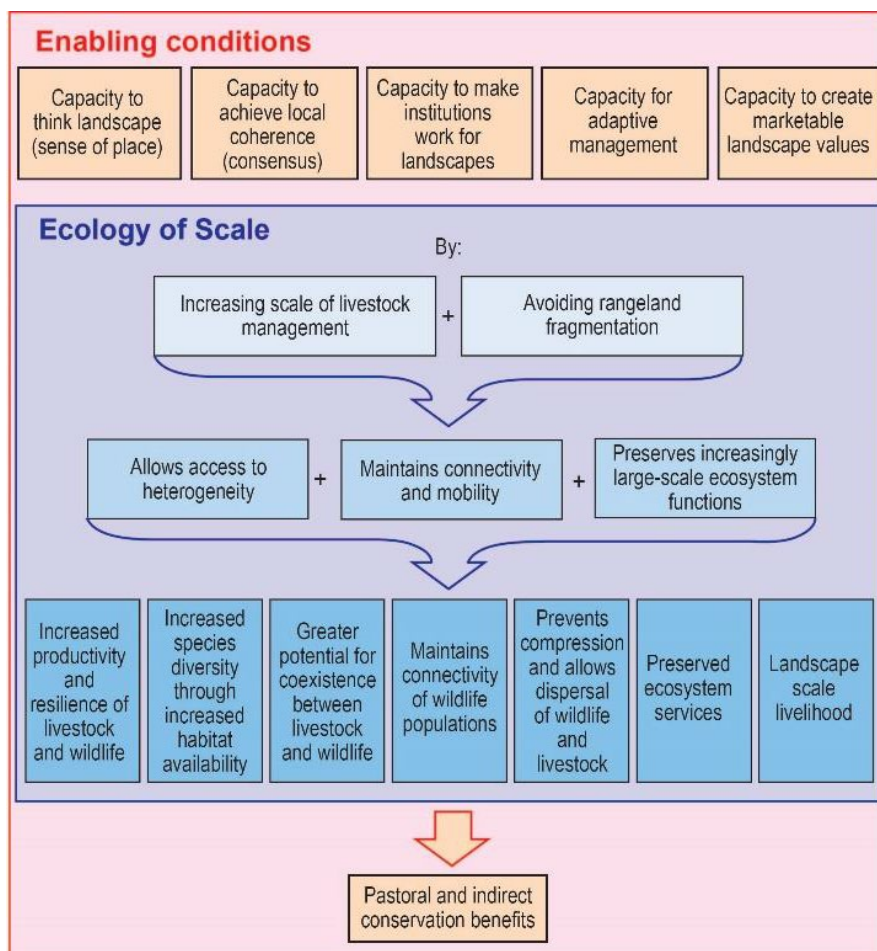 Enabling conditions
Capacity to
think landscape
(sense of place)
Capacity to
achieve local
coherence
(consensus)
Capacity to make
institutions
work for
landscapes
Capacity for
adaptive
management
Capacity to create
marketable
landscape values
Ecology of Scale
By:
Increasing scale of livestock
management
+
Avoiding rangeland
fragmentation
Allows access to
heterogeneity
+
Maintains connectivity
and mobility
+
Preserves increasingly
large-scale ecosystem
functions
Increased
productivity
and
resilience of
livestock
and wildlife
Increased
species
diversity
through
increased
habitat
availability
Greater
potential for
coexistence
between
livestock
and wildlife
Maintains
connectivity
of wildlife
populations
Prevents
compression
and allows
dispersal
of wildlife
and
livestock
Preserved
ecosystem
services
Landscape
scale
livelihood
Pastoral and indirect
conservation benefits